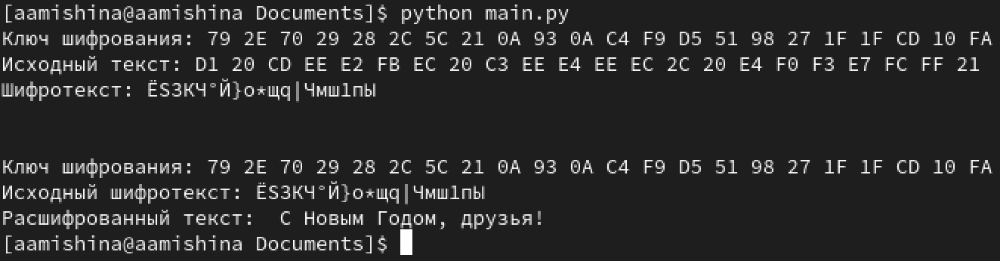 [aamishina@aamishina Documents]$ python main.py
Ключ шифрования: 79 2E 70 29 28 2C 5C 21 0A 93 0A C4 F9 D5 51 98 27 1F 1F CD 10 FA
Исходный текст: D1 20 CD EE E2 FB EC 20 C3 EE E4 EE EC 2C 20 E4 F0 F3 E7 FC FF 21
Шифротекст: ЁSЗКЧ°Й}о*щq|Чмш1пЫ
Ключ шифрования: 79 2E 70 29 28 2C 5C 21 0A 93 0A C4 F9 D5 51 98 27 1F 1F CD 10 FA
Исходный шифротекст: ЁSЗКЧ°Й}о*щq|Чмш1пЫ
Расшифрованный текст:  С Новым Годом, друзья!
[aamishina@aamishina Documents]$